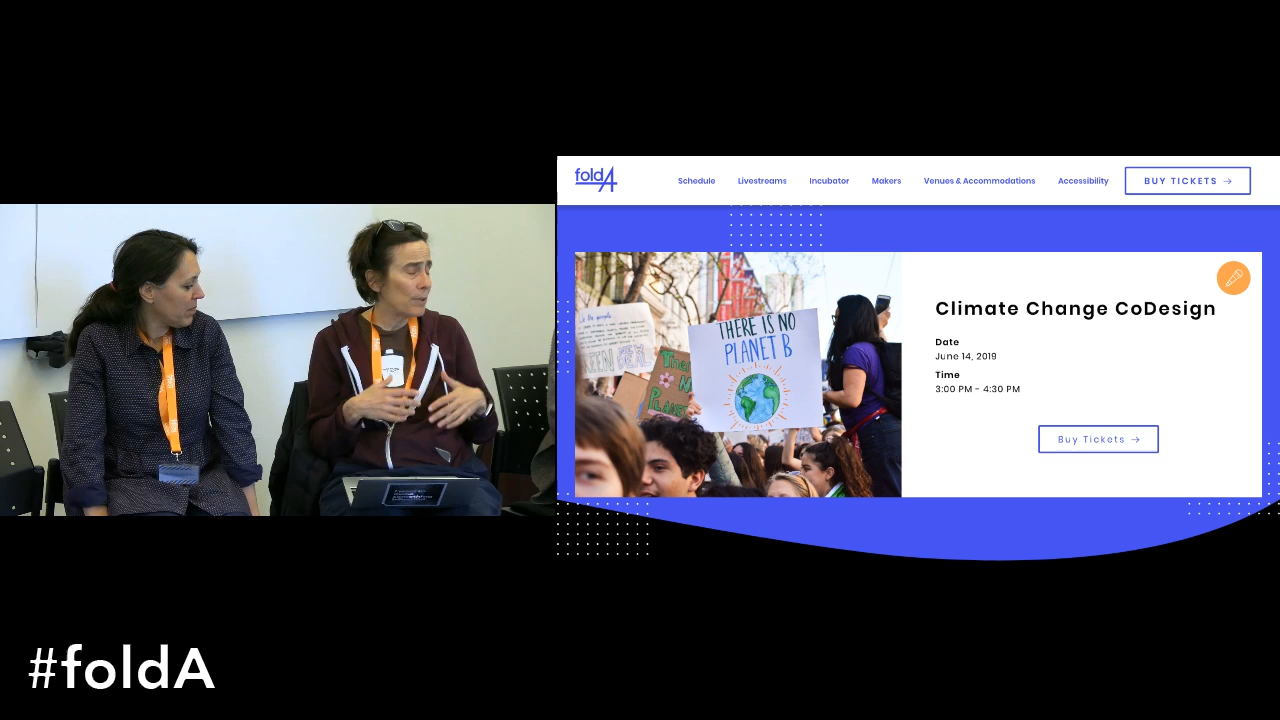 foldA
Schedule
Livestreams
Incubator
Makers
Venues & Accommodations
Accessibility
BUY TICKETS →
THERE IS NO
PLANET B
Climate Change CoDesign
Date
June 14, 2019
Time
3:00 PM - 4:30 PM
Buy Tickets →
#foldA